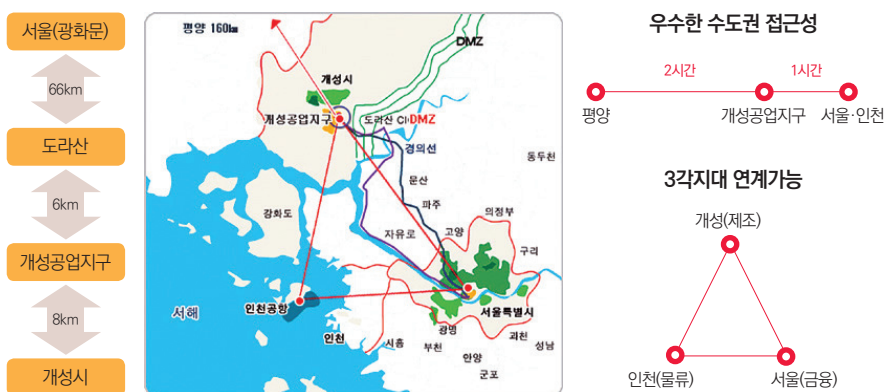 서울(광화문)
66km
도라산
6km
개성공업지구
8km
개성시
평양 160km
DMZ
개성시
개성공업지구
도라산 CI
DMZ
경의선
동두천
문산
파주
강화도
의정부
자유로
고양
구리
서해
인천공항
서울특별시
인천
광명
시흥
부천
과천
성남
안양
군포
우수한 수도권 접근성
2시간
1시간
평양
개성공업지구
서울·인천
3각지대 연계가능
개성(제조)
인천(물류)
서울(금융)